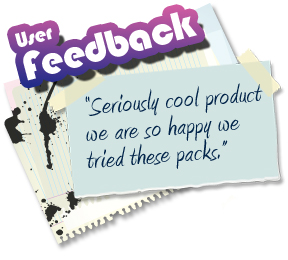 User
Feedback
"Seriously cool product
we are so happy we
tried these packs."